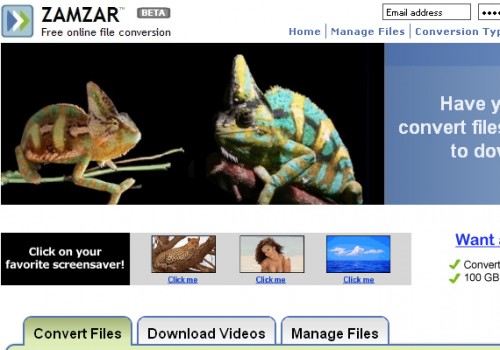 ZAMZAR™ BETA
Free online file conversion
Email address
Home | Manage Files | Conversion Typ
Have y
convert files
to do
Click on your
favorite screensaver!
Click me Click me Click me
Want a
Convert
100 GB
Convert Files Download Videos Manage Files